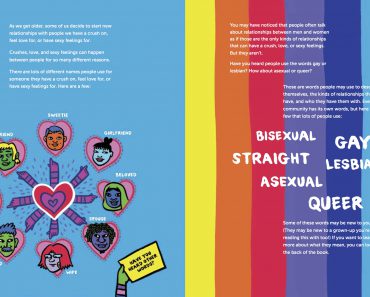 As we get older, some of us decide to start new
relationships with people we have a crush on,
feel love for, or have sexy feelings for.
Crushes, love, and sexy feelings can happen
between people for so many different reasons.
There are lots of different names people use for
someone they have a crush on, feel love for, or
have sexy feelings for. Here are a few:
SWEETIE
GIRLFRIEND
BELOVED
SPOUSE
WIFE
HAVE YOU
HEARD OTHER
WORDS?
You may have noticed that people often talk
about relationships between men and women
as if those are the only kinds of relationships
that can have a crush, love, or sexy feelings.
But they aren't.
Have you heard people use the words gay or
lesbian? How about asexual or queer?
These are words people may use to
themselves, the kinds of relationships
have, and who they have them with.
community has its own words, but here
few that lots of people use:
BISEXUAL
GAY
STRAIGHT
ASEXUAL
QUEER
Some of these words may be new to
(They may be new to a grown-up
reading this with too!) If you want to
more about what they mean, you can
the back of the book.